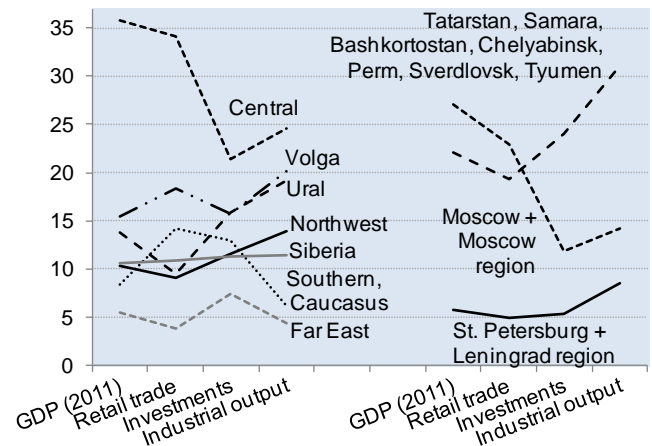 35
30
25
20
15
10
5
0
Central
Volga
Ural
Northwest
Siberia
Southern,
Caucasus
Far East
Tatarstan, Samara,
Bashkortostan, Chelyabinsk,
Perm, Sverdlovsk, Tyumen
Moscow +
Moscow
region
St. Petersburg +
Leningrad region
GDP (2011)
Retail trade
Investments
Industrial output
GDP (2011)
Retail trade
Investments
Industrial output